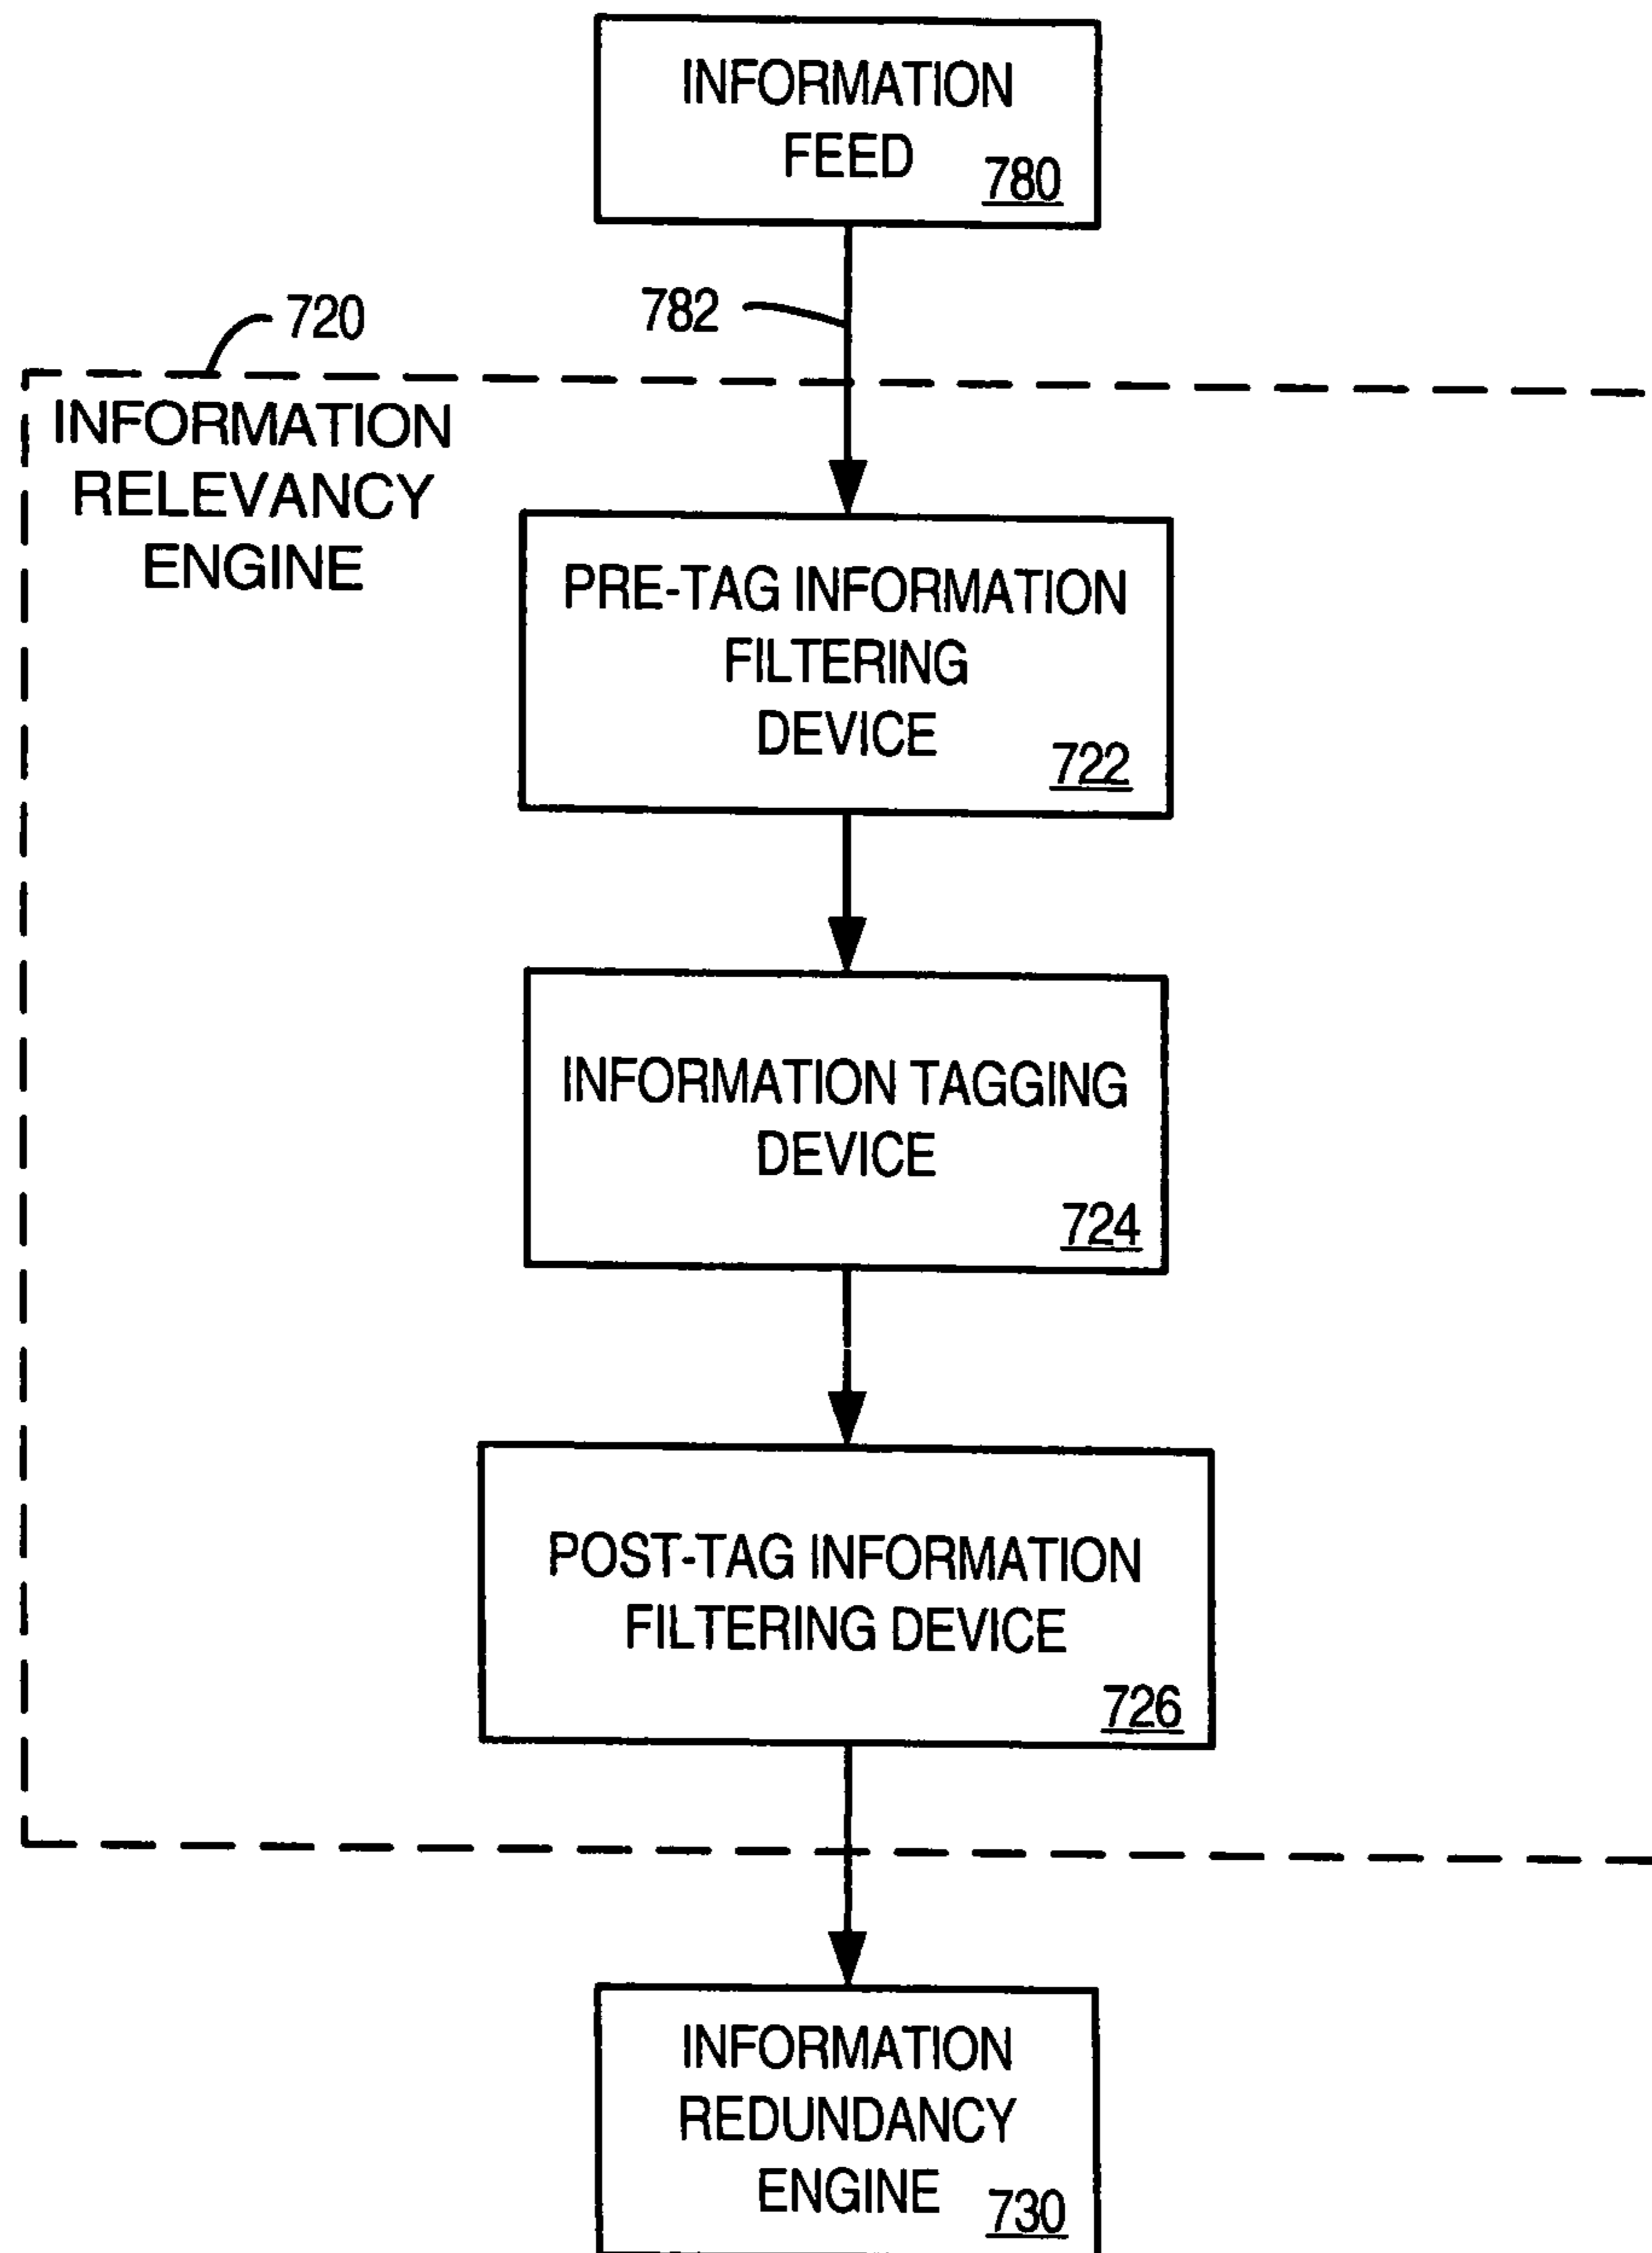 INFORMATION
FEED
780
782
720
INFORMATION
RELEVANCY
ENGINE
PRE-TAG INFORMATION
FILTERING
DEVICE
722
INFORMATION TAGGING
DEVICE
724
POST-TAG INFORMATION
FILTERING DEVICE
726
INFORMATION
REDUNDANCY
ENGINE
730